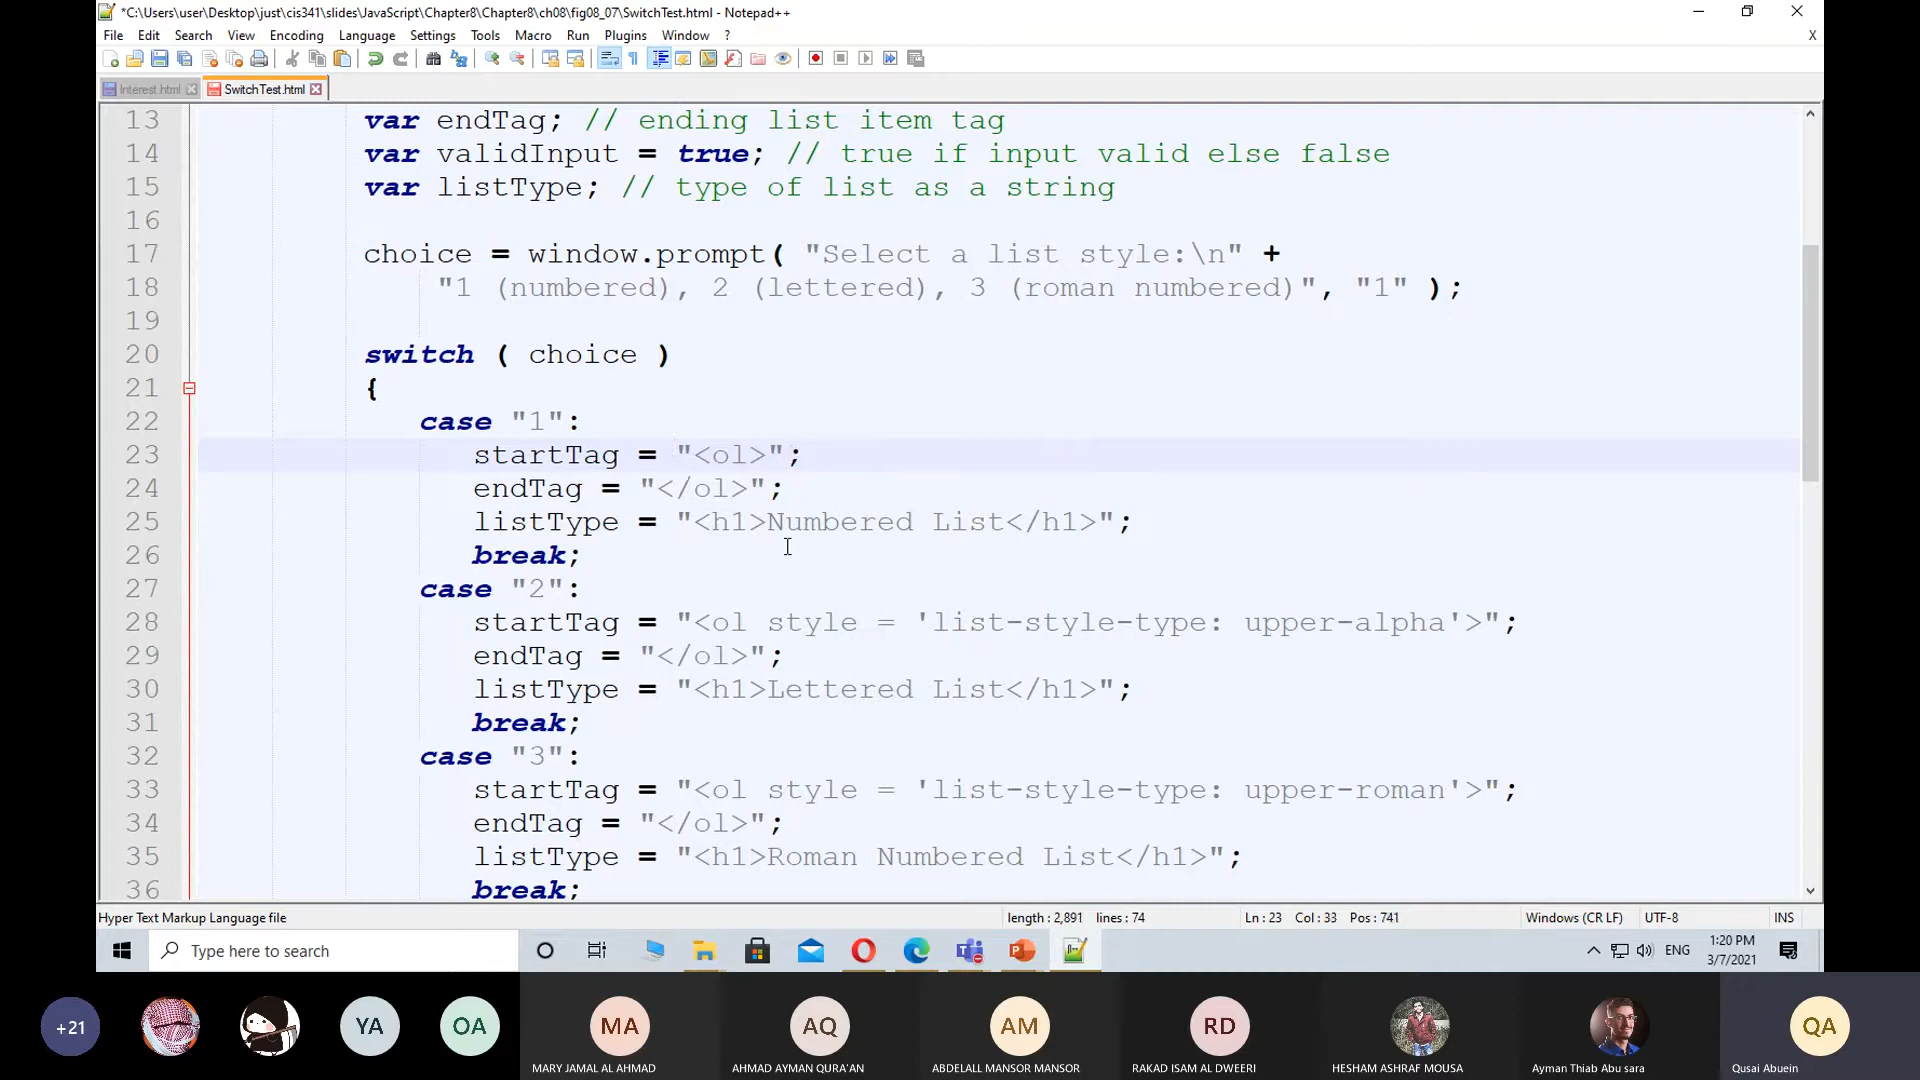 *C:\Users\user\Desktop\just\cis341\slides\JavaScript\Chapter8\Chapter8\ch08\fig08_07\SwitchTest.html - Notepad++
File Edit Search View Encoding Language Settings Tools Macro Run Plugins Window ? X
Interest.html SwitchTest.html
13 var endTag; // ending list item tag
14 var validInput = true; // true if input valid else false
15 var listType; // type of list as a string
16
17 choice = window.prompt( "Select a list style:\n" +
18 "1 (numbered), 2 (lettered), 3 (roman numbered)", "1" );
19
20 switch ( choice )
21 {
22 case "1":
23 startTag = "<ol>";
24 endTag = "</ol>";
25 listType = "<h1>Numbered List</h1>";
26 break;
27 case "2":
28 startTag = "<ol style = 'list-style-type: upper-alpha'>";
29 endTag = "</ol>";
30 listType = "<h1>Lettered List</h1>";
31 break;
32 case "3":
33 startTag = "<ol style = 'list-style-type: upper-roman'>";
34 endTag = "</ol>";
35 listType = "<h1>Roman Numbered List</h1>";
36 break;
Hyper Text Markup Language file length : 2,891 lines : 74 Ln : 23 Col : 33 Pos : 741 Windows (CR LF) UTF-8 INS
Type here to search ENG 1:20 PM
3/7/2021
+21 YA OA MA AQ AM RD QA
MARY JAMAL AL AHMAD AHMAD AYMAN QURA'AN ABDELALL MANSOR MANSOR RAKAD ISAM AL DWEERI HESHAM ASHRAF MOUSA Ayman Thiab Abu sara Qusai Abuein